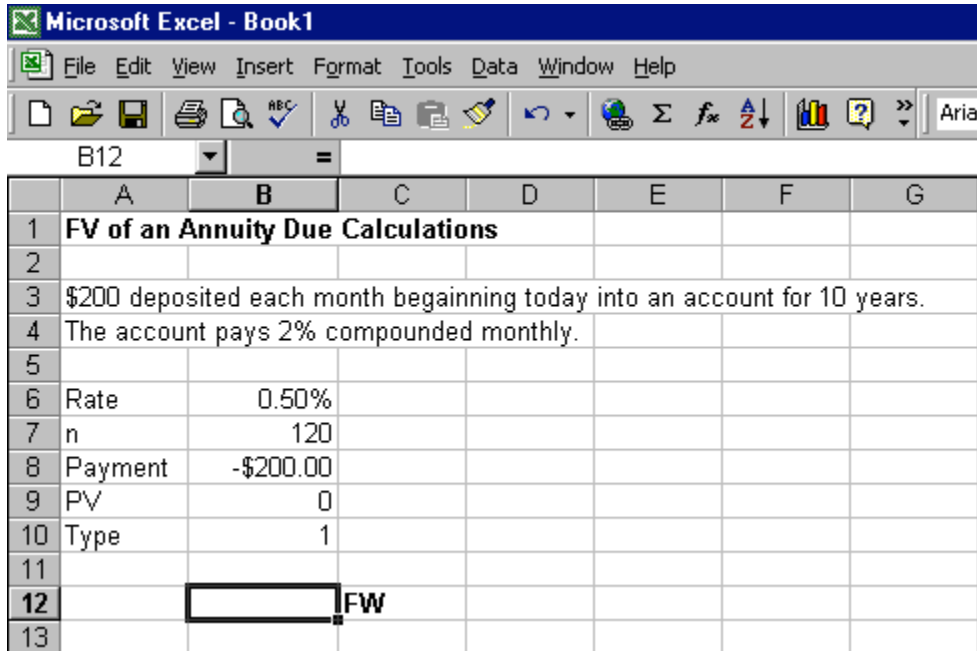 Microsoft Excel - Book1
File Edit View Insert Format Tools Data Window Help
ABC Σ fx A Z ? » Aria
B12 =
A B C D E F G
1 FV of an Annuity Due Calculations
2
3 $200 deposited each month begainning today into an account for 10 years.
4 The account pays 2% compounded monthly.
5
6 Rate 0.50%
7 n 120
8 Payment -$200.00
9 PV 0
10 Type 1
11
12 FW
13